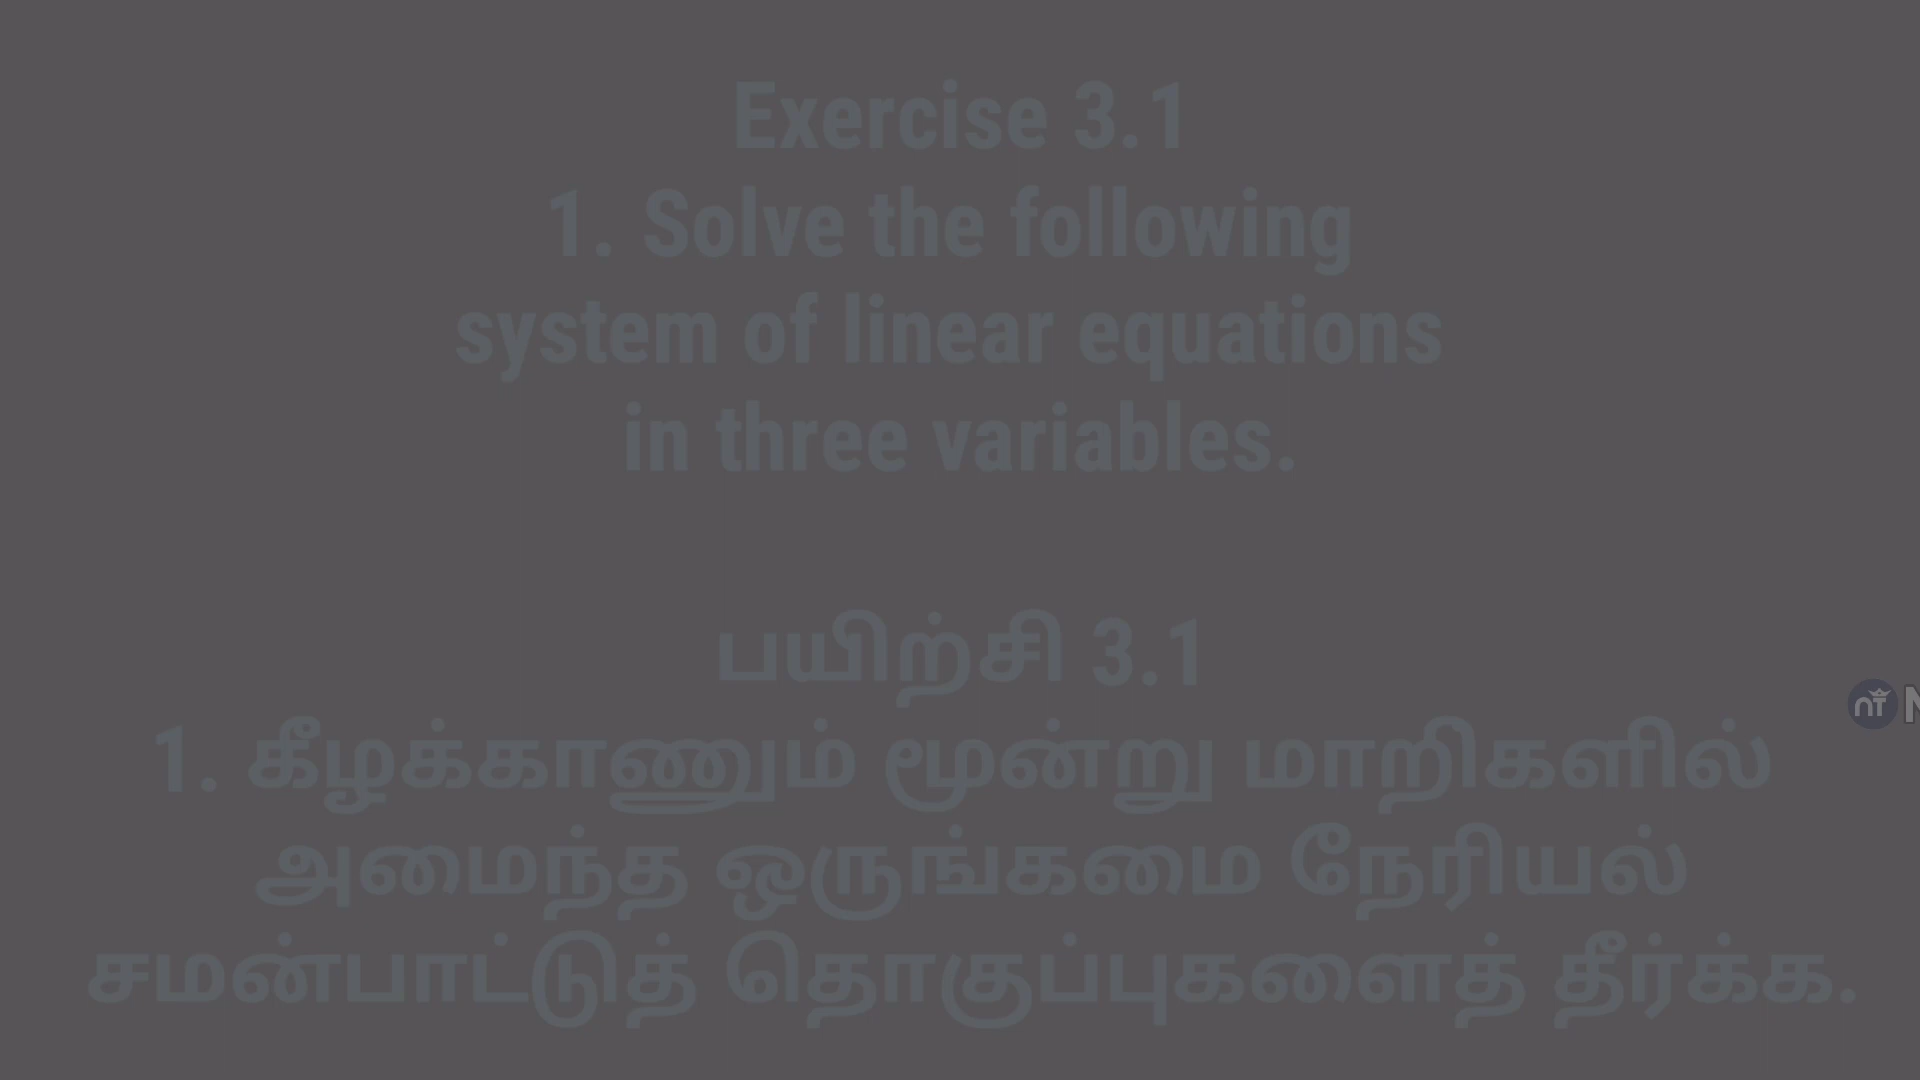 Exercise 3.1
1. Solve the following
system of linear equations
in three variables.
பயிற்சி 3.1
1. கீழக்காணும் மூன்று மாறிகளில்
அமைந்த ஒருங்கமை நேரியல்
சமன்பாட்டுத் தொகுப்புகளைத் தீர்க்க.
nT